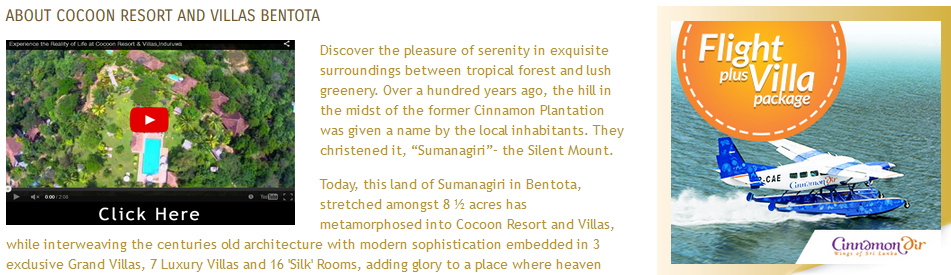 ABOUT COCOON RESORT AND VILLAS BENTOTA
Experience the Reality of Life at Cocoon Resort & Villas,Induruwa
0:00 / 2:08
YouTube
Click Here
Discover the pleasure of serenity in exquisite
surroundings between tropical forest and lush
greenery. Over a hundred years ago, the hill in
the midst of the former Cinnamon Plantation
was given a name by the local inhabitants. They
christened it, “Sumanagiri”- the Silent Mount.
Today, this land of Sumanagiri in Bentota,
stretched amongst 8 ½ acres has
metamorphosed into Cocoon Resort and Villas,
while interweaving the centuries old architecture with modern sophistication embedded in 3
exclusive Grand Villas, 7 Luxury Villas and 16 'Silk' Rooms, adding glory to a place where heaven
Flight
plus Villa
package
-CAE
Cinnamon Air
Cinnamon Air
Wings of Sri Lanka